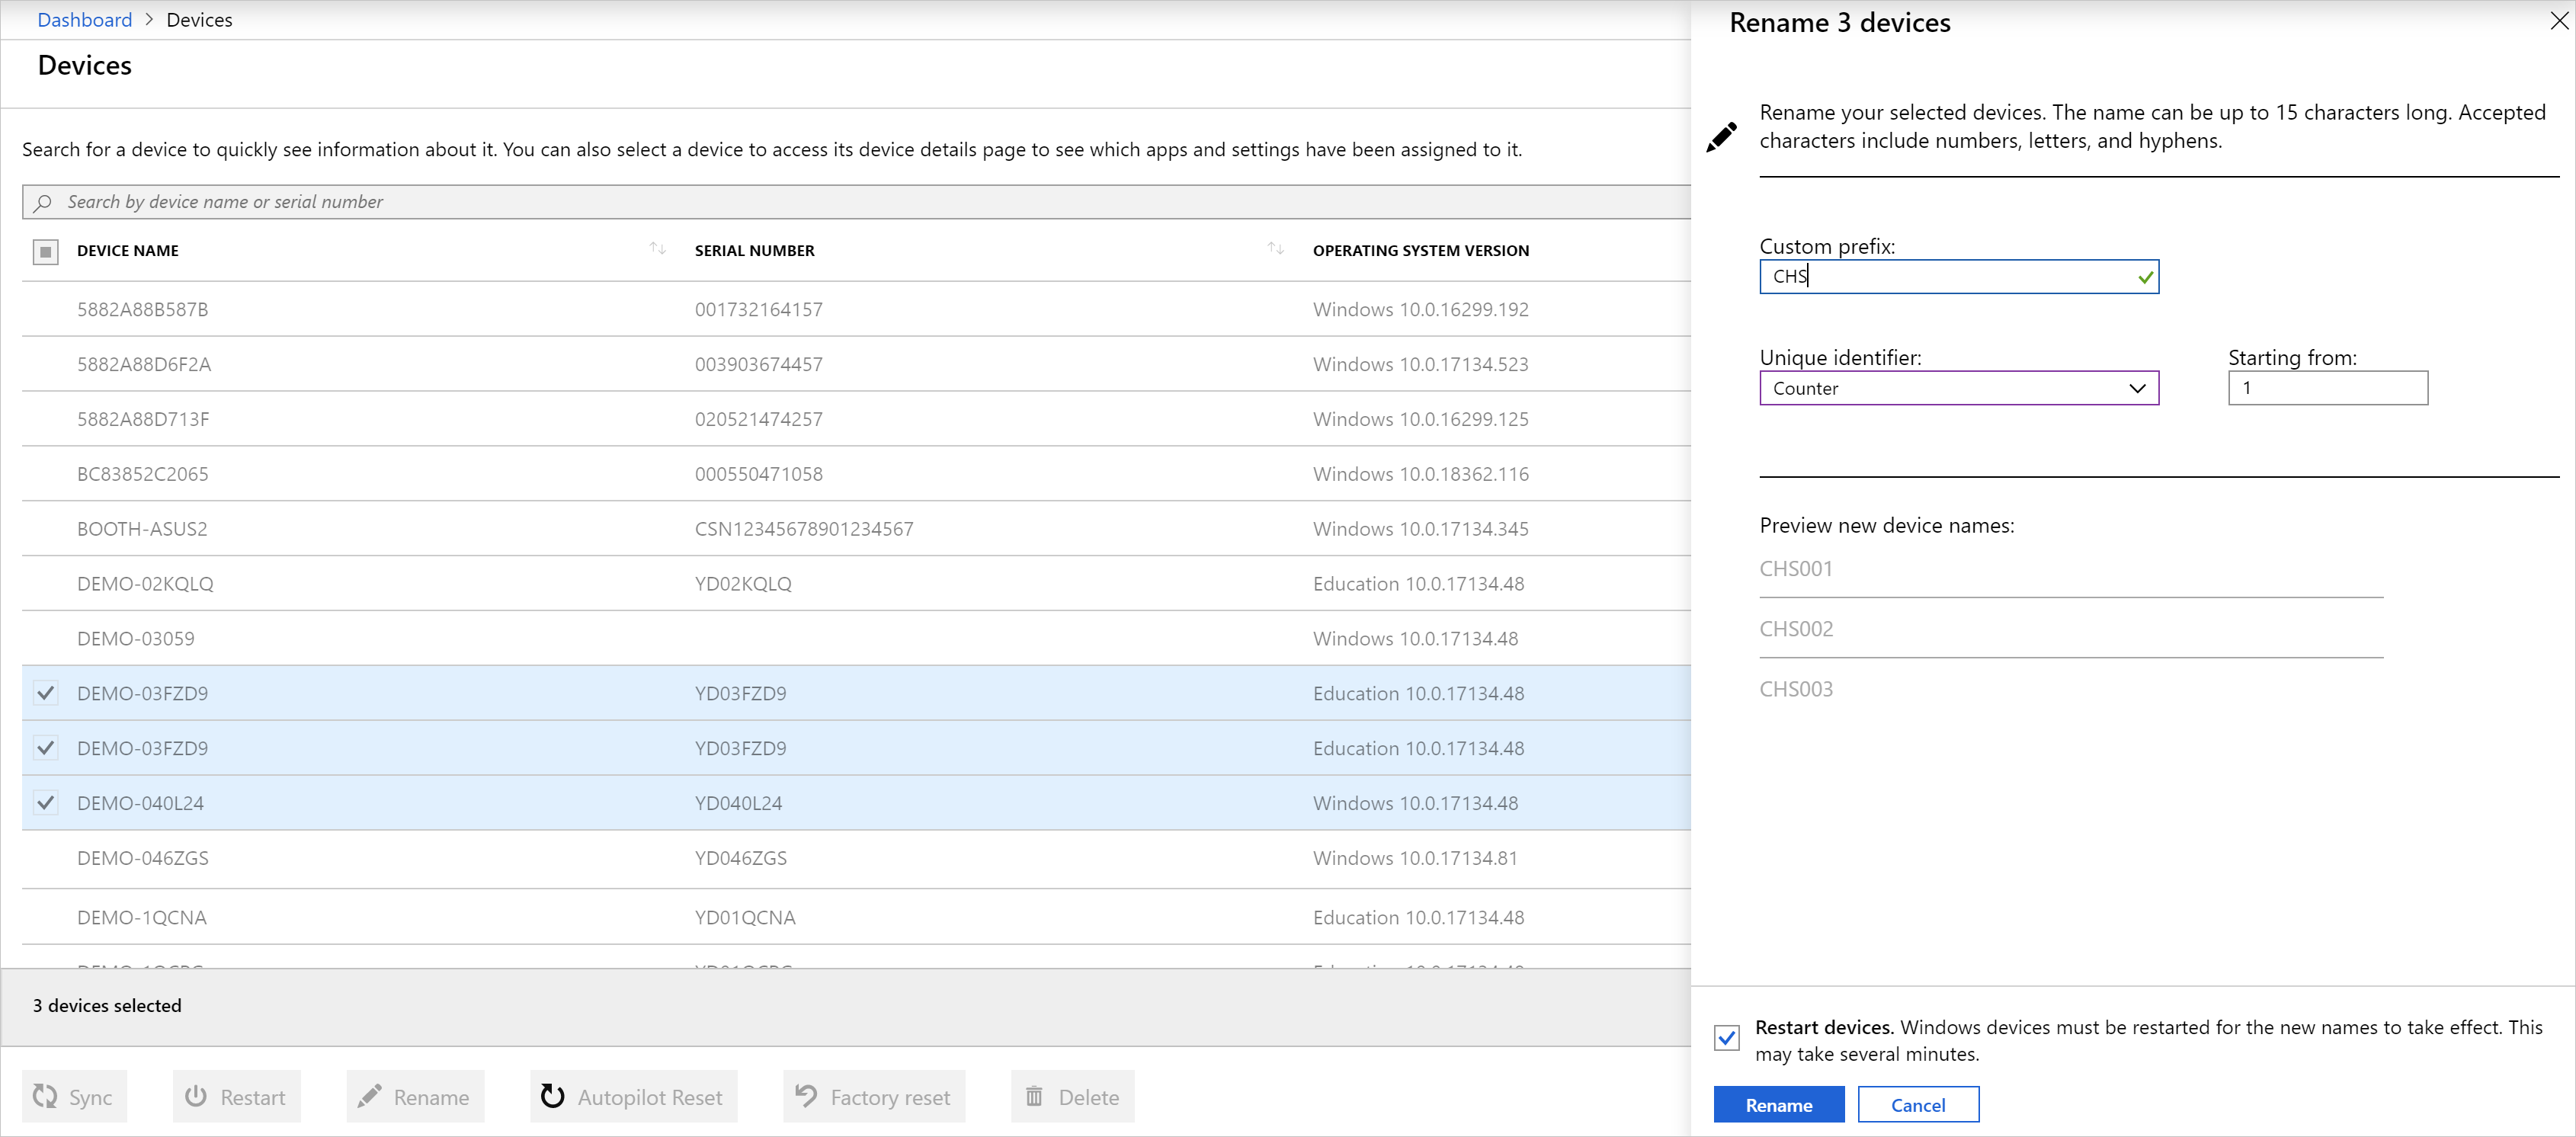 Dashboard > Devices
Devices
Search for a device to quickly see information about it. You can also select a device to access its device details page to see which apps and settings have been assigned to it.
Search by device name or serial number
DEVICE NAME SERIAL NUMBER OPERATING SYSTEM VERSION
5882A88B587B 001732164157 Windows 10.0.16299.192
5882A88D6F2A 003903674457 Windows 10.0.17134.523
5882A88D713F 020521474257 Windows 10.0.16299.125
BC83852C2065 000550471058 Windows 10.0.18362.116
BOOTH-ASUS2 CSN12345678901234567 Windows 10.0.17134.345
DEMO-02KQLQ YD02KQLQ Education 10.0.17134.48
DEMO-03059 Windows 10.0.17134.48
DEMO-03FZD9 YD03FZD9 Education 10.0.17134.48
DEMO-03FZD9 YD03FZD9 Education 10.0.17134.48
DEMO-040L24 YD040L24 Windows 10.0.17134.48
DEMO-046ZGS YD046ZGS Windows 10.0.17134.81
DEMO-1QCNA YD01QCNA Education 10.0.17134.48
3 devices selected
Sync Restart Rename Autopilot Reset Factory reset Delete
Rename 3 devices
Rename your selected devices. The name can be up to 15 characters long. Accepted
characters include numbers, letters, and hyphens.
Custom prefix:
CHS
Unique identifier: Starting from:
Counter 1
Preview new device names:
CHS001
CHS002
CHS003
Restart devices. Windows devices must be restarted for the new names to take effect. This
may take several minutes.
Rename Cancel